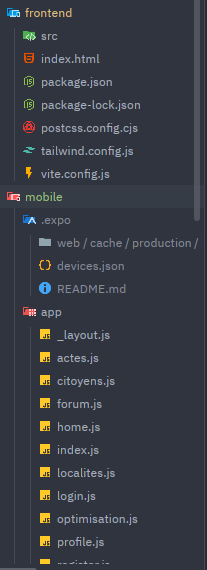 frontend
src
index.html
package.json
package-lock.json
postcss.config.cjs
tailwind.config.js
vite.config.js
mobile
.expo
web / cache / production /
devices.json
README.md
app
_layout.js
actes.js
citoyens.js
forum.js
home.js
index.js
localites.js
login.js
optimisation.js
profile.js
register.js